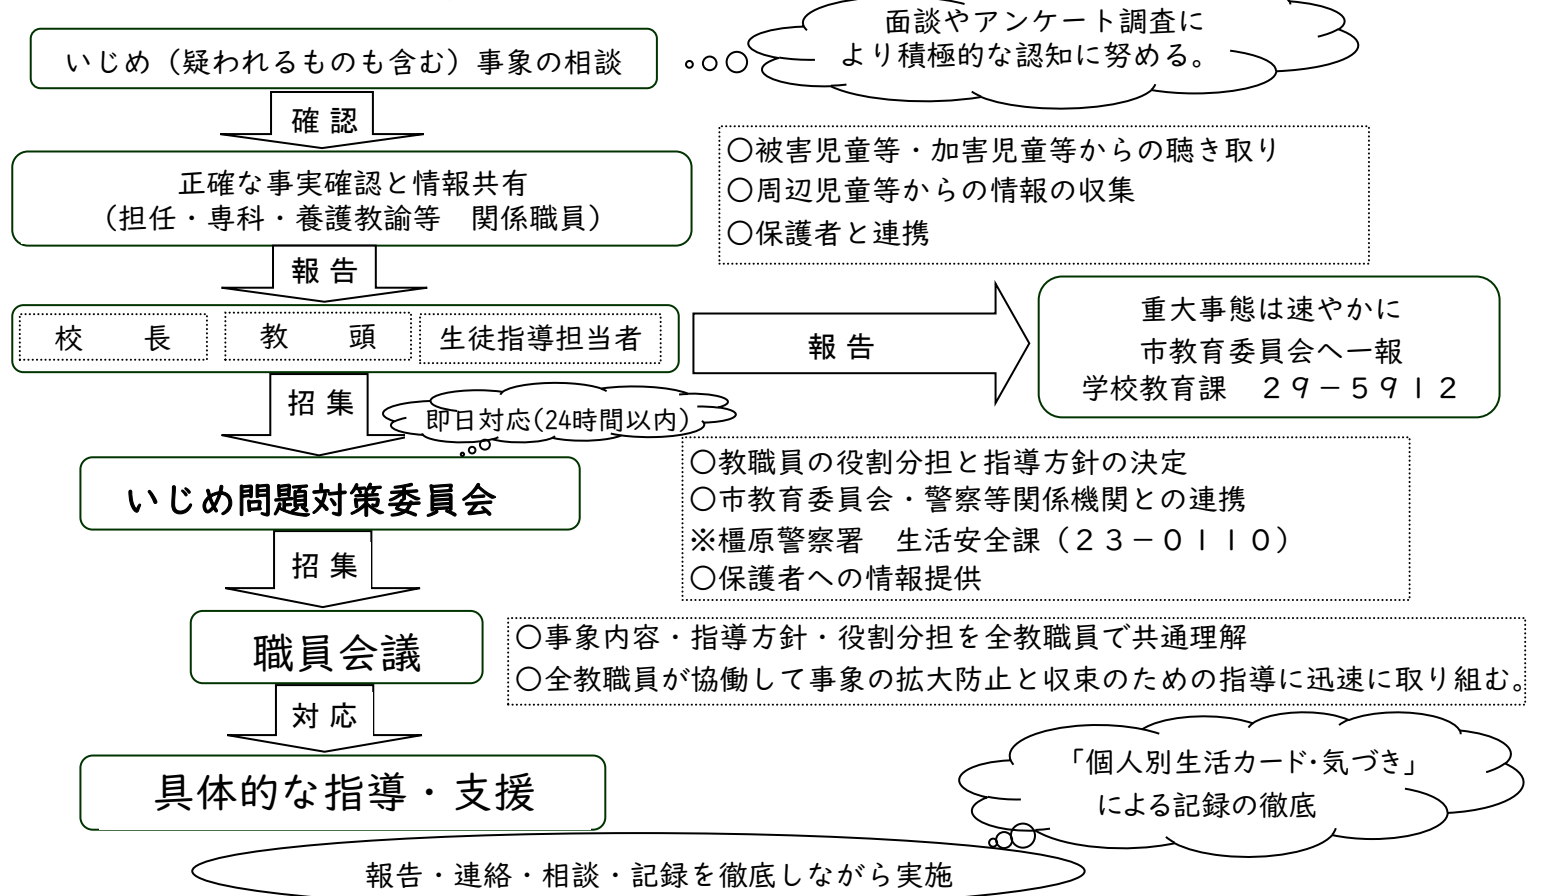 面談やアンケート調査に
より積極的な認知に努める。
いじめ（疑われるものも含む）事象の相談
確 認
○被害児童等・加害児童等からの聴き取り
○周辺児童等からの情報の収集
○保護者と連携
正確な事実確認と情報共有
（担任・専科・養護教諭等　関係職員）
報 告
校　　長
教　　頭
生徒指導担当者
報 告
重大事態は速やかに
市教育委員会へ一報
学校教育課　２９－５９１２
招 集
即日対応(24時間以内)
いじめ問題対策委員会
○教職員の役割分担と指導方針の決定
○市教育委員会・警察等関係機関との連携
※橿原警察署　生活安全課（２３－０１１０）
○保護者への情報提供
招 集
職員会議
○事象内容・指導方針・役割分担を全教職員で共通理解
○全教職員が協働して事象の拡大防止と収束のための指導に迅速に取り組む。
対 応
具体的な指導・支援
「個人別生活カード・気づき」
による記録の徹底
報告・連絡・相談・記録を徹底しながら実施